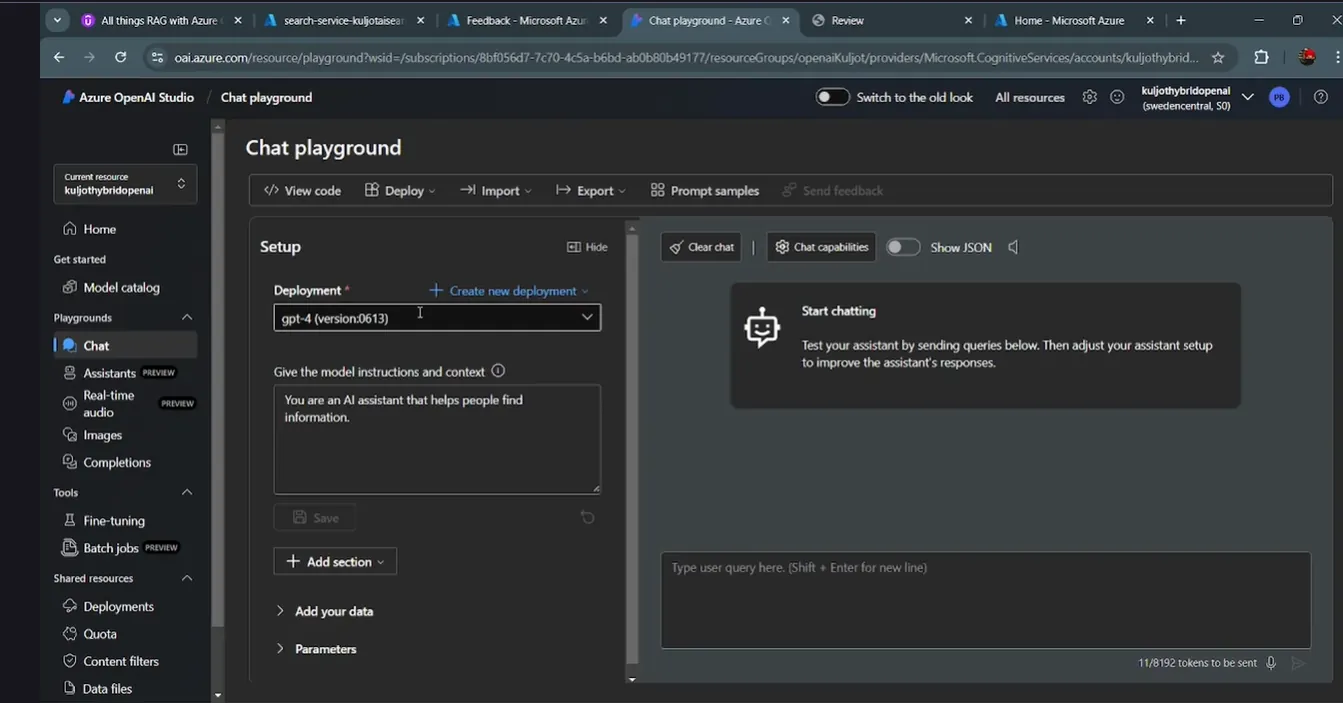 All things RAG with Azure
search-service-kuljotaisear
Feedback - Microsoft Azu
Chat playground - Azure O
Review
Home - Microsoft Azure
oai.azure.com/resource/playground?wsid=/subscriptions/8bf056d7-7c70-4c5a-b6bd-ab0b80b49177/resourceGroups/openaiKuljot/providers/Microsoft.CognitiveServices/accounts/kuljothybrid...
Azure OpenAI Studio / Chat playground
Switch to the old look
All resources
kuljothybridopenai
(swedencentral, S0)
PB
Current resource
kuljothybridopenai
Home
Get started
Model catalog
Playgrounds
Chat
Assistants PREVIEW
Real-time
audio
PREVIEW
Images
Completions
Tools
Fine-tuning
Batch jobs PREVIEW
Shared resources
Deployments
Quota
Content filters
Data files
Chat playground
View code
Deploy
Import
Export
Prompt samples
Send feedback
Setup
Hide
Deployment *
Create new deployment
gpt-4 (version:0613)
Give the model instructions and context
You are an AI assistant that helps people find
information.
Save
Add section
Add your data
Parameters
Clear chat
|
Chat capabilities
Show JSON
Start chatting
Test your assistant by sending queries below. Then adjust your assistant setup
to improve the assistant's responses.
Type user query here. (Shift + Enter for new line)
11/8192 tokens to be sent